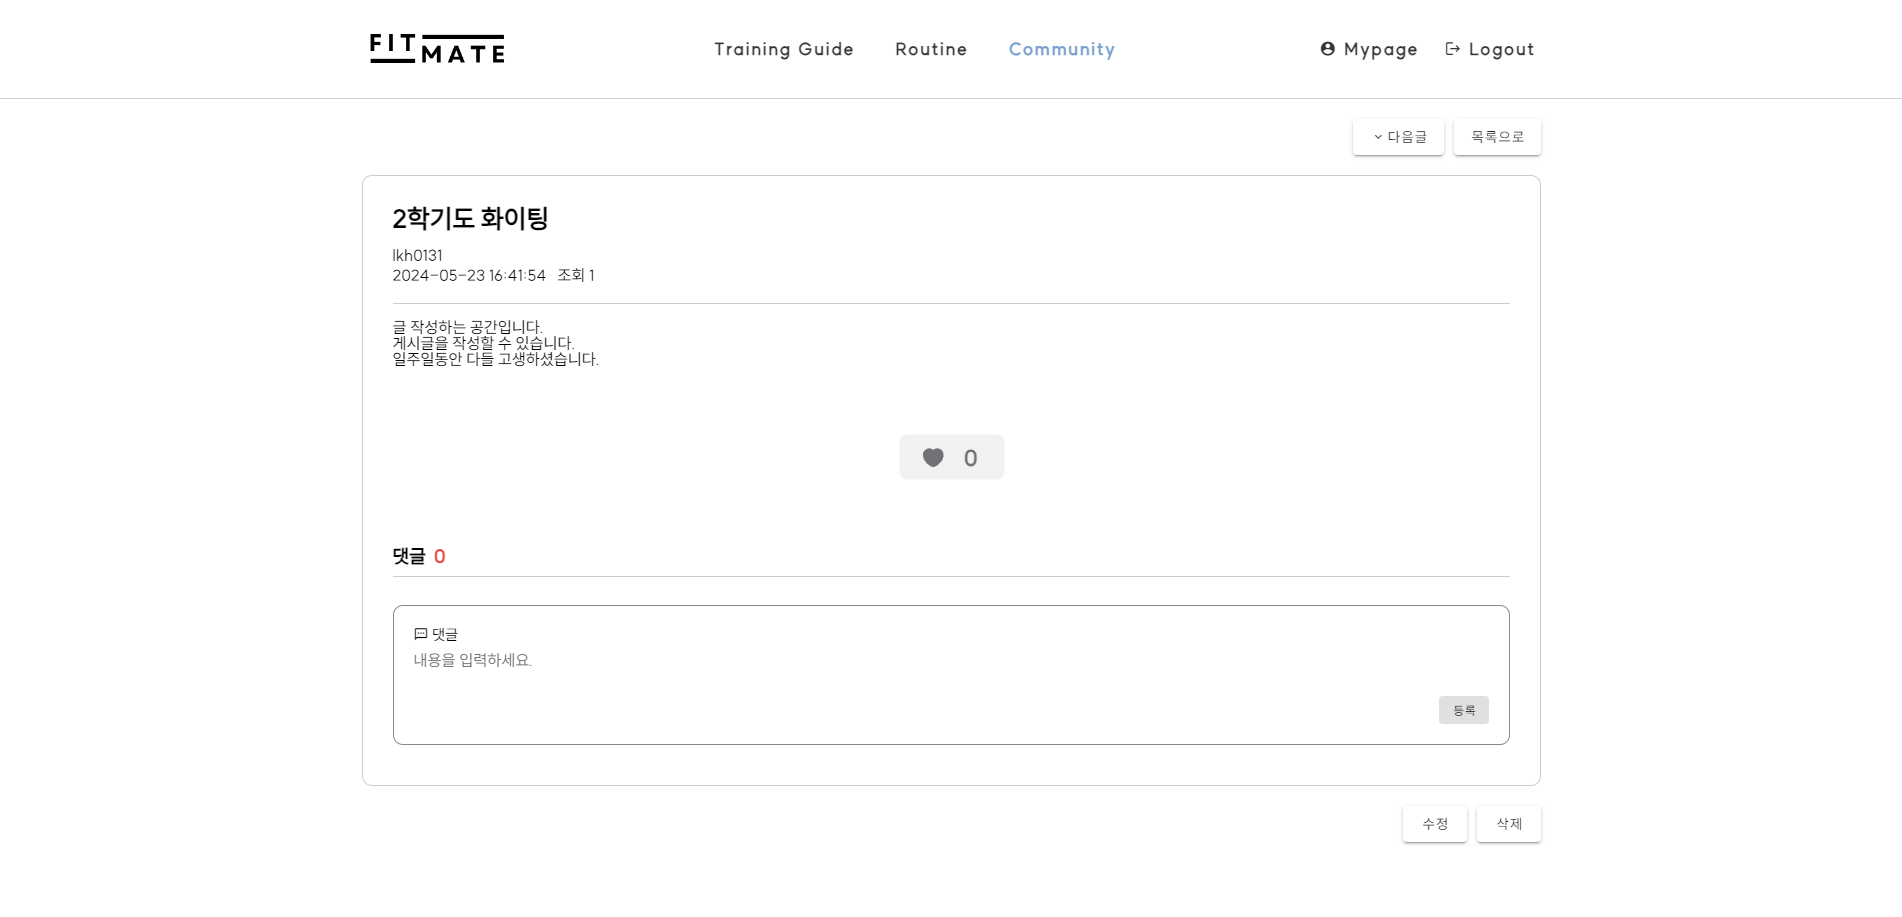 FITMATE
Training Guide
Routine
Community
Mypage
Logout
다음글
목록으로
2학기도 화이팅
lkh0131
2024-05-23 16:41:54 조회 1
글 작성하는 공간입니다.
게시글을 작성할 수 있습니다.
일주일동안 다들 고생하셨습니다.
0
댓글 0
댓글
내용을 입력하세요.
등록
수정
삭제